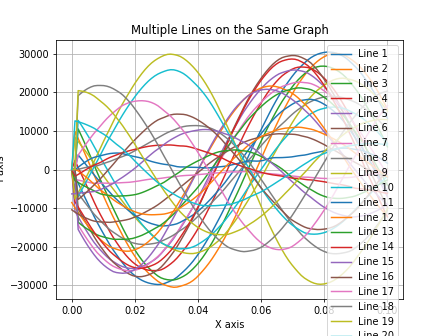 Multiple Lines on the Same Graph
30000
20000
10000
0
−10000
−20000
−30000
0.00
0.02
0.04
0.06
0.08
0.10
X axis
Line 1
Line 2
Line 3
Line 4
Line 5
Line 6
Line 7
Line 8
Line 9
Line 10
Line 11
Line 12
Line 13
Line 14
Line 15
Line 16
Line 17
Line 18
Line 19
Line 20